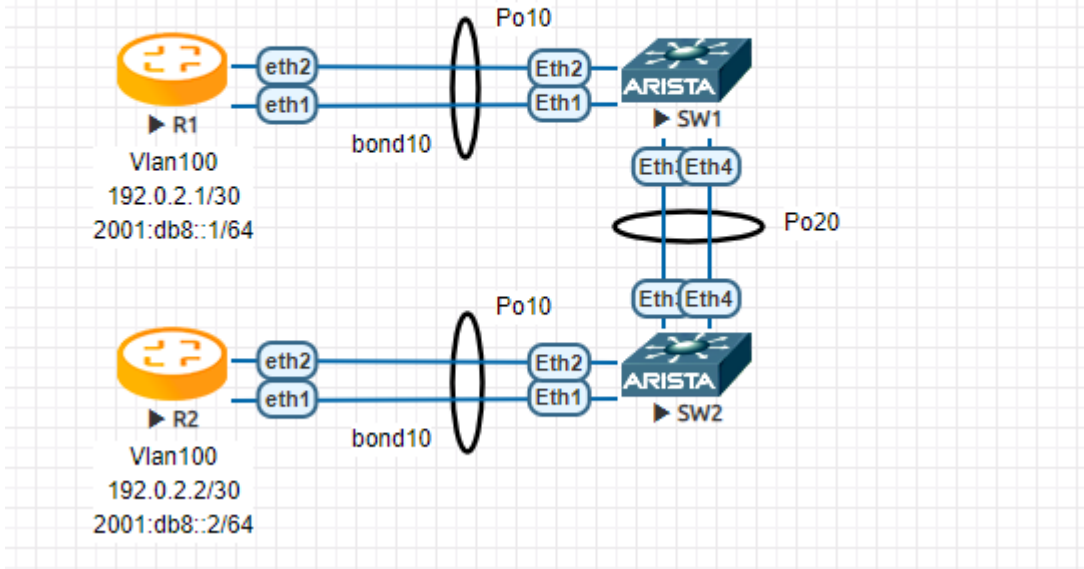 Po10
eth2
Eth2
eth1
Eth1
ARISTA
R1
SW1
bond10
Vlan100
192.0.2.1/30
2001:db8::1/64
Eth4
Po20
Eth4
Po10
eth2
Eth2
eth1
Eth1
ARISTA
R2
SW2
bond10
Vlan100
192.0.2.2/30
2001:db8::2/64